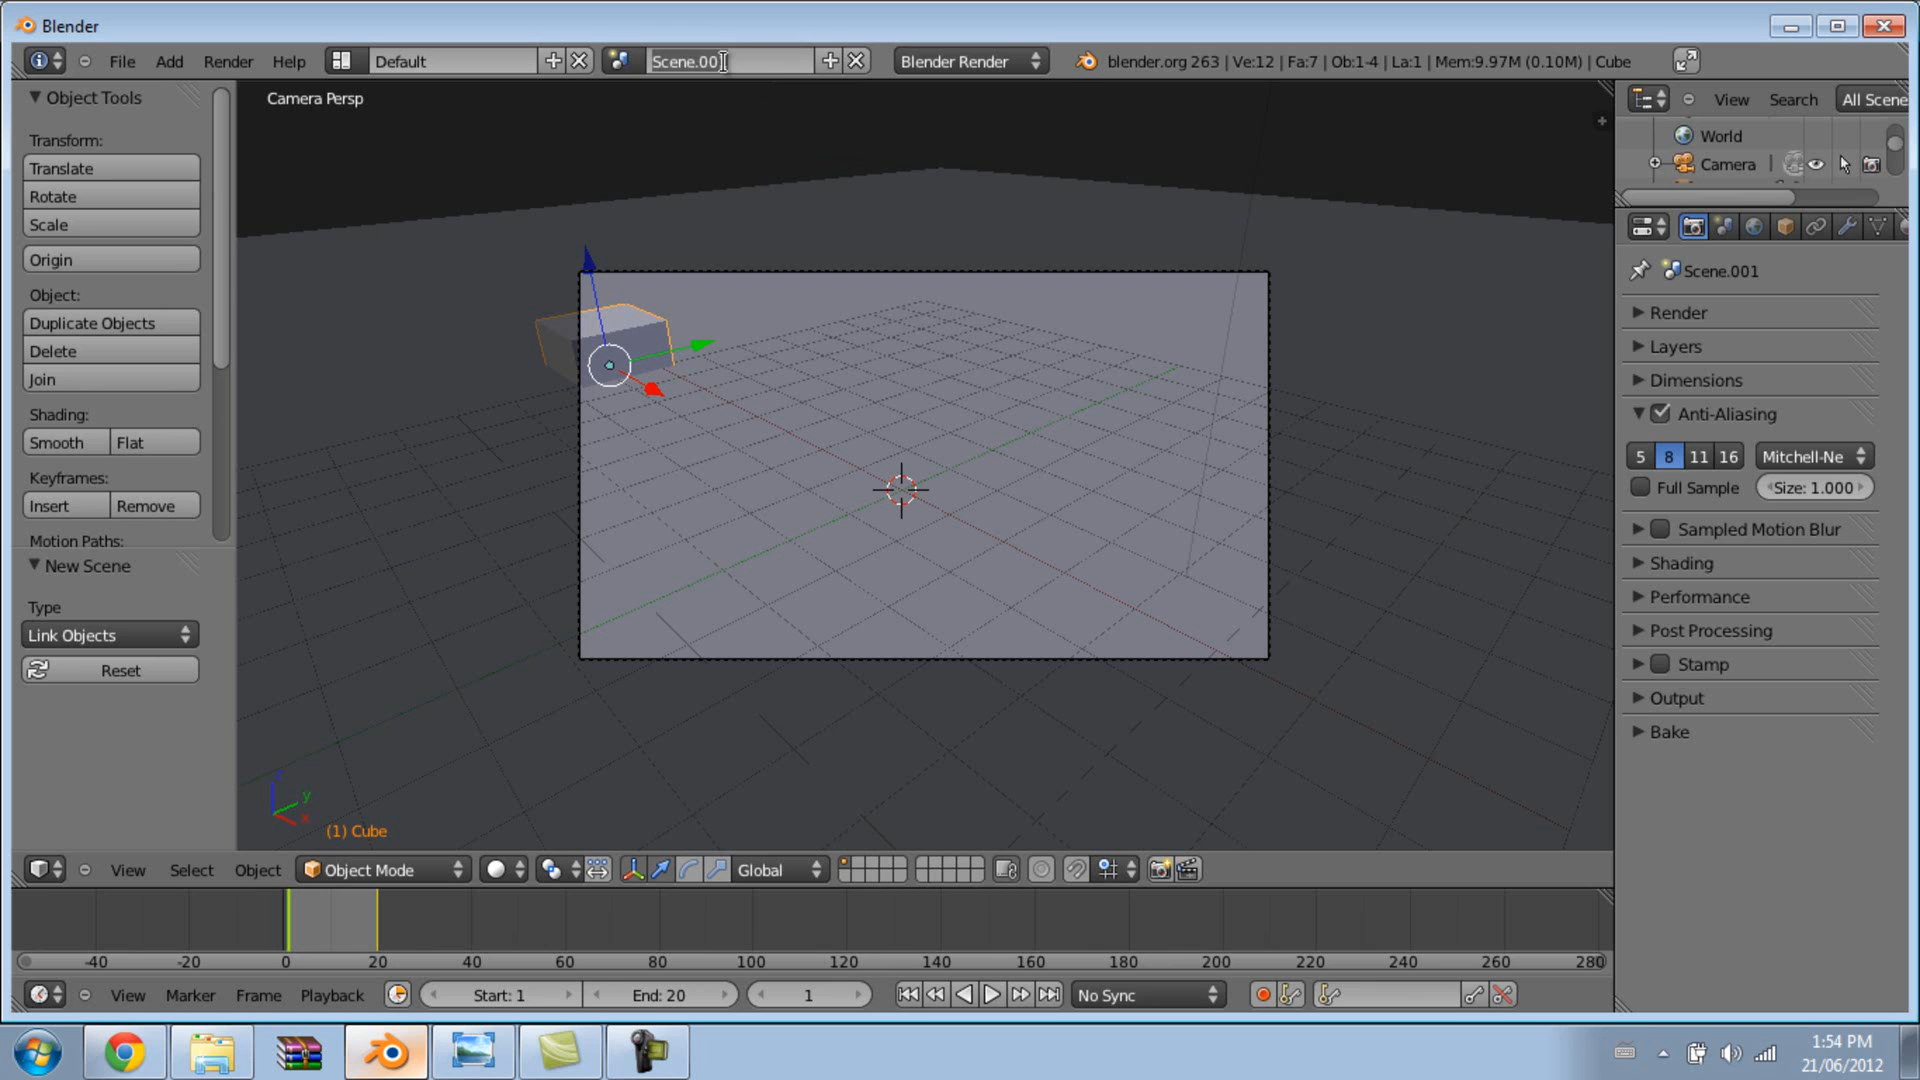 Blender
File Add Render Help Default Scene.001 Blender Render blender.org 263 | Ve:12 | Fa:7 | Ob:1-4 | La:1 | Mem:9.97M (0.10M) | Cube
Object Tools
Transform:
Translate
Rotate
Scale
Origin
Object:
Duplicate Objects
Delete
Join
Shading:
Smooth Flat
Keyframes:
Insert Remove
Motion Paths:
New Scene
Type
Link Objects
Reset
Camera Persp
z
y
x
(1) Cube
View Search All Scene
World
Camera
Scene.001
Render
Layers
Dimensions
Anti-Aliasing
5 8 11 16 Mitchell-Ne
Full Sample Size: 1.000
Sampled Motion Blur
Shading
Performance
Post Processing
Stamp
Output
Bake
View Select Object Object Mode Global
-40 -20 0 20 40 60 80 100 120 140 160 180 200 220 240 260 280
View Marker Frame Playback Start: 1 End: 20 1 No Sync
1:54 PM
21/06/2012